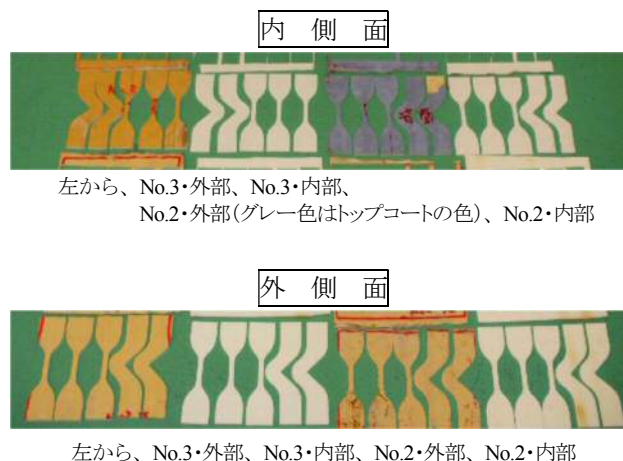 内 側 面
左から、No.3・外部、No.3・内部、
No.2・外部(グレー色はトップコートの色)、No.2・内部
外 側 面
左から、No.3・外部、No.3・内部、No.2・外部、No.2・内部